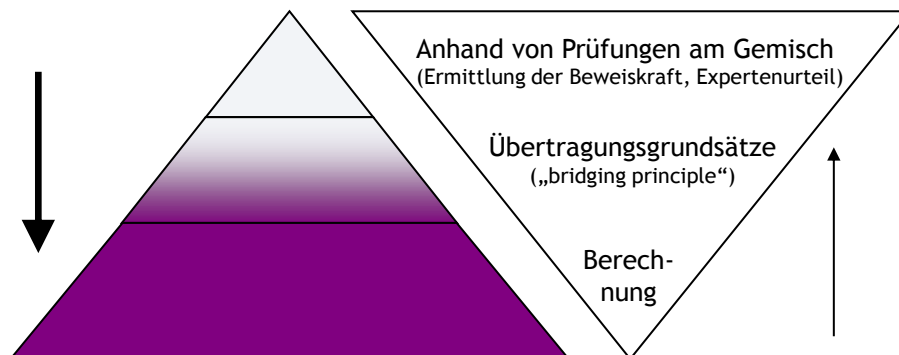 Anhand von Prüfungen am Gemisch
(Ermittlung der Beweiskraft, Expertenurteil)
Übertragungsgrundsätze
(„bridging principle“)
Berech-
nung